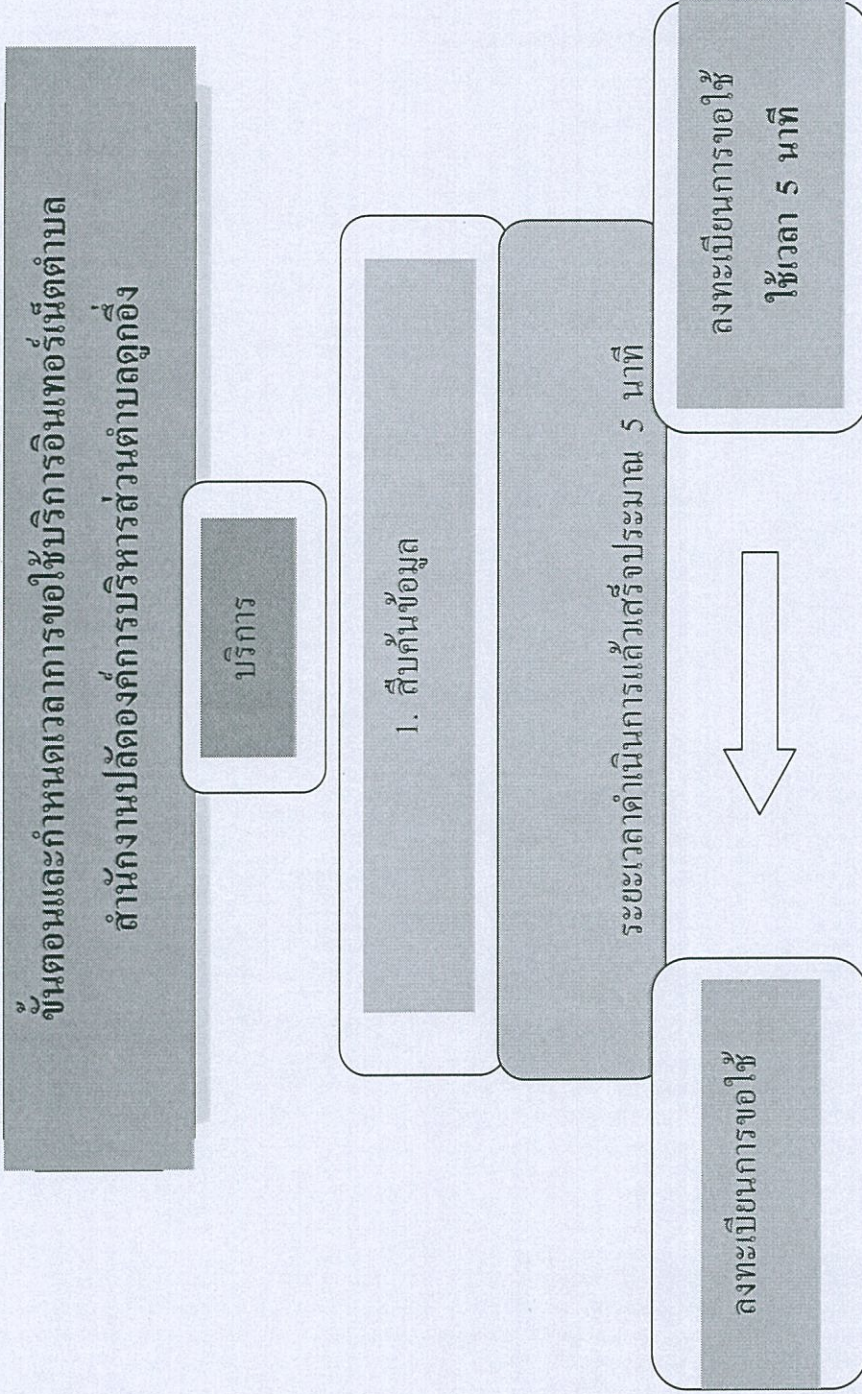 ขั้นตอนและกำหนดเวลาการขอใช้บริการอินเทอร์เน็ตตำบล
สำนักงานปลัดองค์การบริหารส่วนตำบลดูกอึ่ง
บริการ
1. สืบค้นข้อมูล
ระยะเวลาดำเนินการแล้วเสร็จประมาณ 5 นาที
ลงทะเบียนการขอใช้
ลงทะเบียนการขอใช้
ใช้เวลา 5 นาที